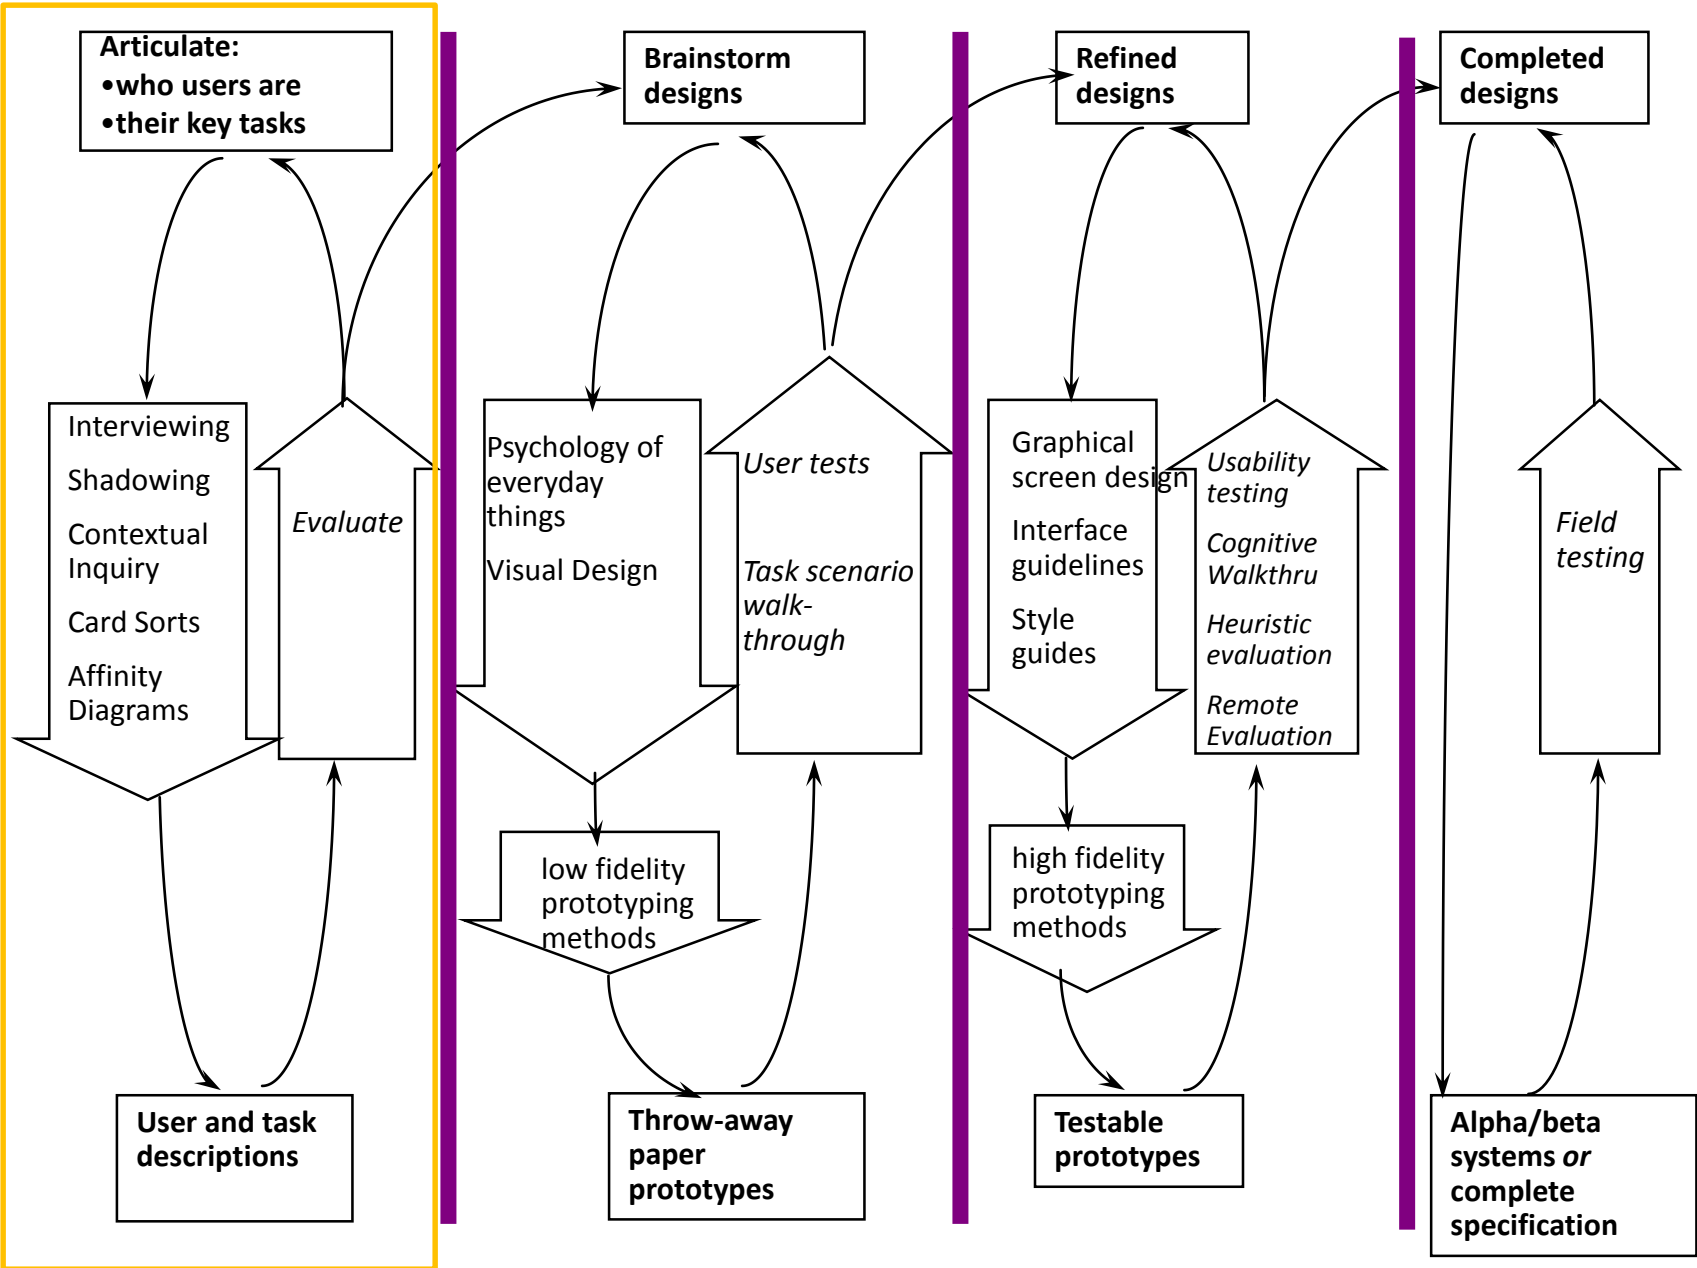 Articulate:
•who users are
•their key tasks
Interviewing
Shadowing
Contextual
Inquiry
Card Sorts
Affinity
Diagrams
Evaluate
User and task
descriptions
Brainstorm
designs
Psychology of
everyday
things
Visual Design
User tests
Task scenario
walk-
through
low fidelity
prototyping
methods
Throw-away
paper
prototypes
Refined
designs
Graphical
screen design
Interface
guidelines
Style
guides
Usability
testing
Cognitive
Walkthru
Heuristic
evaluation
Remote
Evaluation
high fidelity
prototyping
methods
Testable
prototypes
Completed
designs
Field
testing
Alpha/beta
systems or
complete
specification